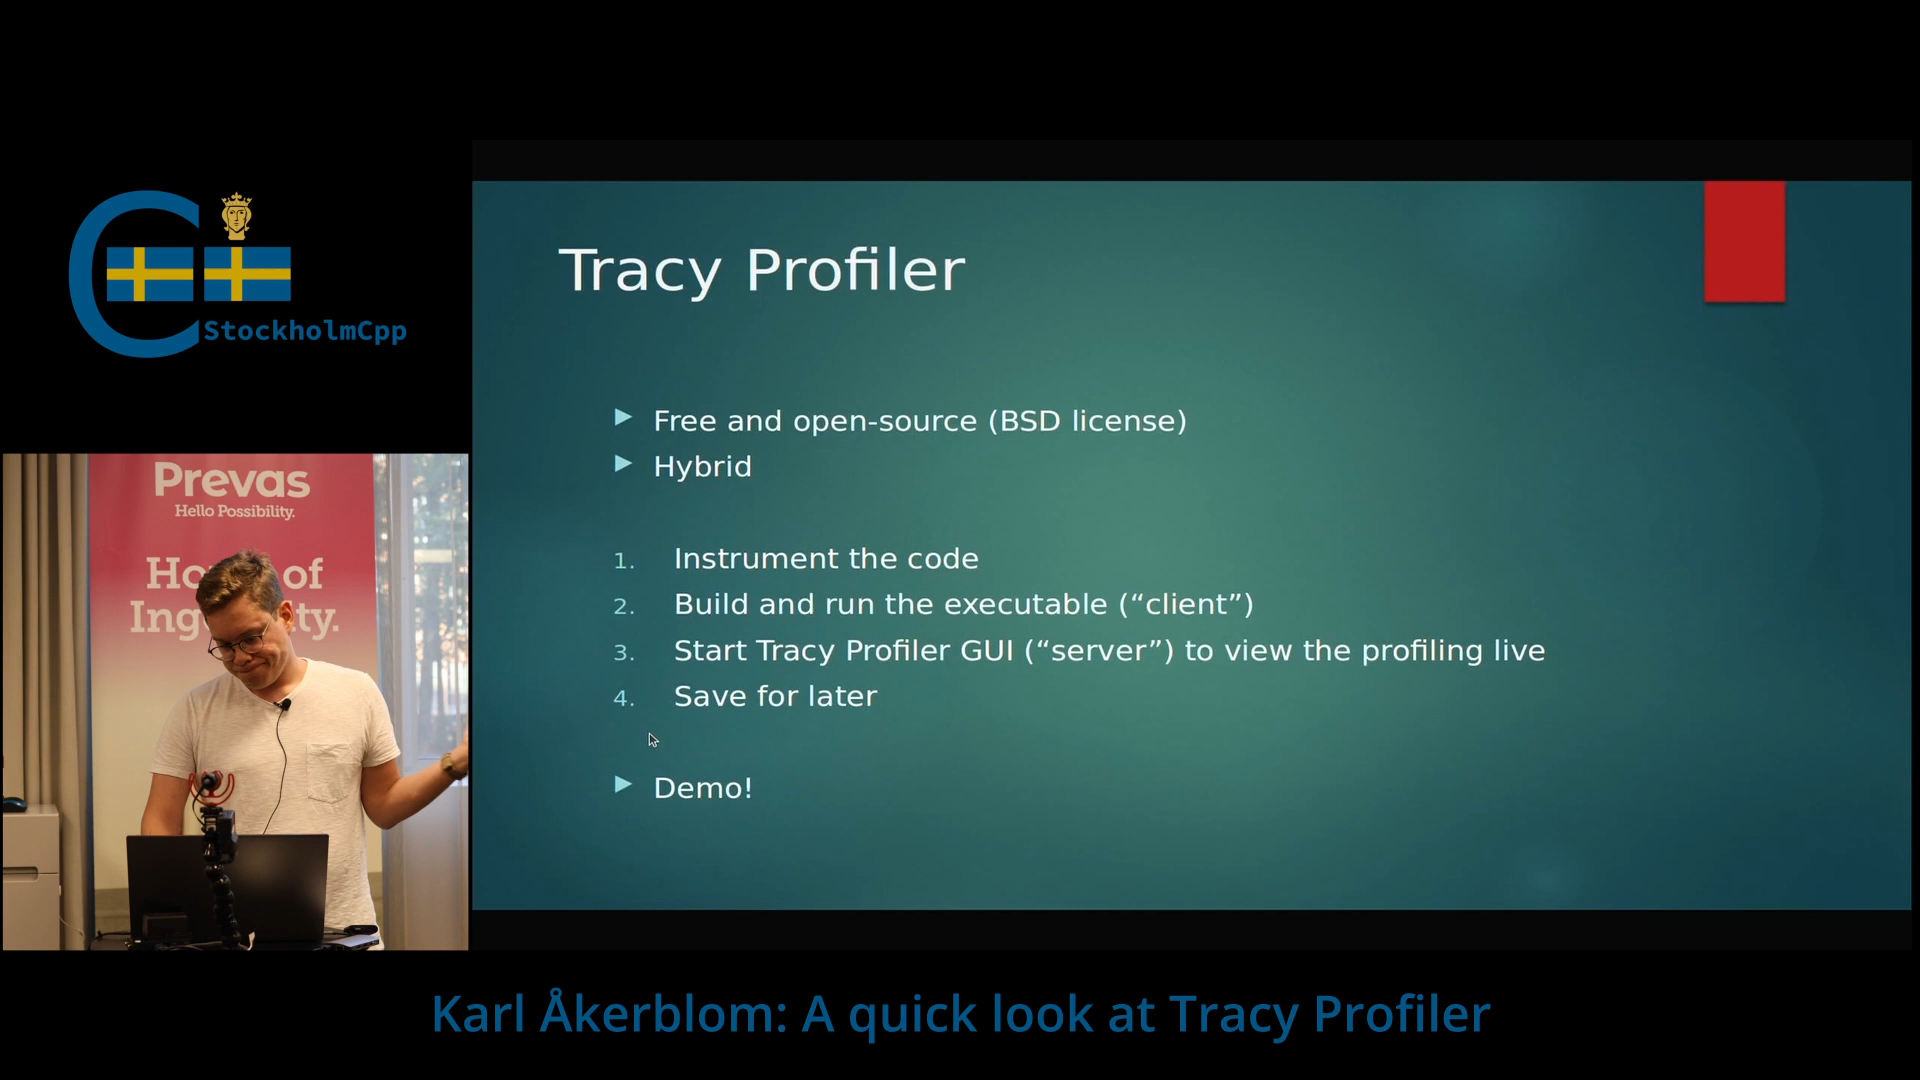 StockholmCpp
Prevas
Hello Possibility.
of
Tracy Profiler
▶ Free and open-source (BSD license)
▶ Hybrid
1. Instrument the code
2. Build and run the executable (“client”)
3. Start Tracy Profiler GUI (“server”) to view the profiling live
4. Save for later
▶ Demo!
Karl Åkerblom: A quick look at Tracy Profiler